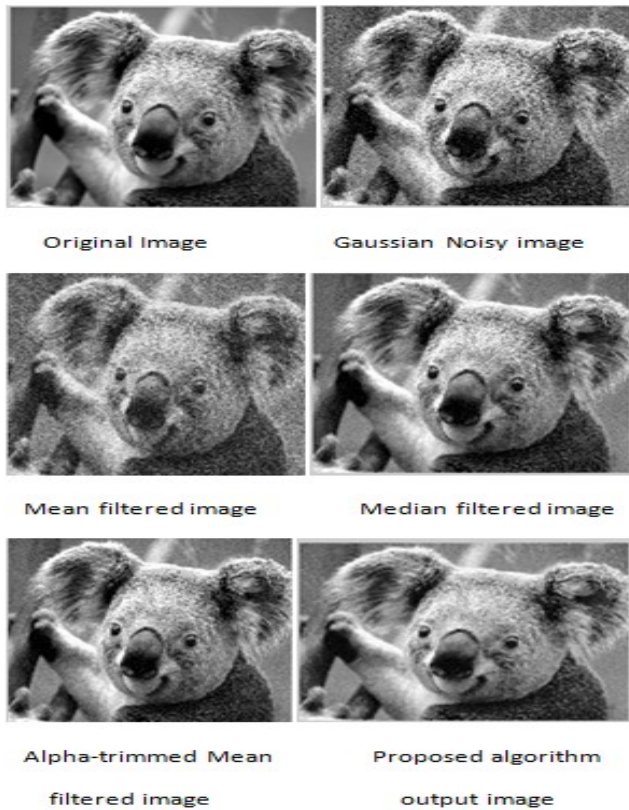 Original Image
Gaussian Noisy image
Mean filtered image
Median filtered image
Alpha-trimmed Mean
filtered image
Proposed algorithm
output image